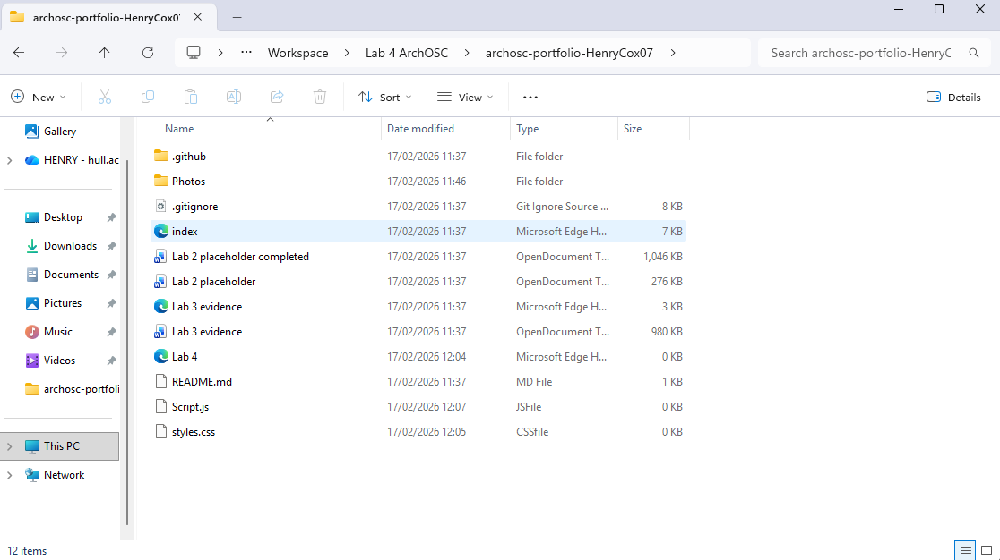 archosc-portfolio-HenryCox0
Workspace
Lab 4 ArchOSC
archosc-portfolio-HenryCox07
Search archosc-portfolio-HenryC
New
Sort
View
Details
Gallery
HENRY - hull.ac
Desktop
Downloads
Documents
Pictures
Music
Videos
archosc-portfoli
This PC
Network
Name Date modified Type Size
.github 17/02/2026 11:37 File folder
Photos 17/02/2026 11:46 File folder
.gitignore 17/02/2026 11:37 Git Ignore Source ... 8 KB
index 17/02/2026 11:37 Microsoft Edge H... 7 KB
Lab 2 placeholder completed 17/02/2026 11:37 OpenDocument T... 1,046 KB
Lab 2 placeholder 17/02/2026 11:37 OpenDocument T... 276 KB
Lab 3 evidence 17/02/2026 11:37 Microsoft Edge H... 3 KB
Lab 3 evidence 17/02/2026 11:37 OpenDocument T... 980 KB
Lab 4 17/02/2026 12:04 Microsoft Edge H... 0 KB
README.md 17/02/2026 11:37 MD File 1 KB
Script.js 17/02/2026 12:07 JSFile 0 KB
styles.css 17/02/2026 12:05 CSSfile 0 KB
12 items